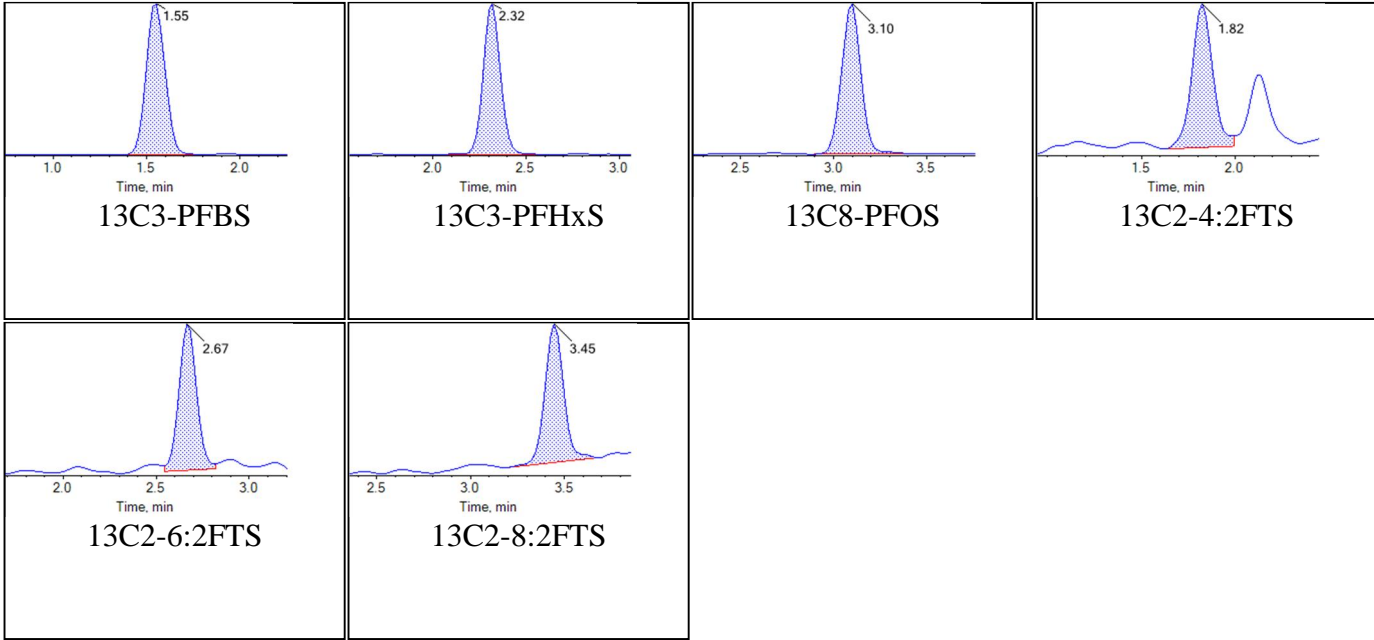 1.55
1.0 1.5 2.0
Time, min
13C3-PFBS
2.32
2.0 2.5 3.0
Time, min
13C3-PFHxS
3.10
2.5 3.0 3.5
Time, min
13C8-PFOS
1.82
1.5 2.0
Time, min
13C2-4:2FTS
2.67
2.0 2.5 3.0
Time, min
13C2-6:2FTS
3.45
2.5 3.0 3.5
Time, min
13C2-8:2FTS